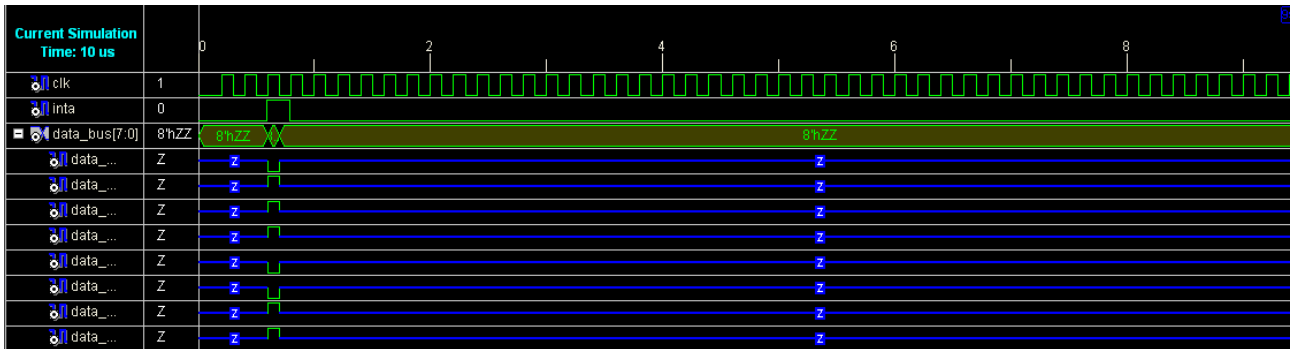 Current Simulation
Time: 10 us
0 2 4 6 8
clk 1
inta 0
data_bus[7:0] 8'hZZ 8'hZZ 8'hZZ
data_... Z Z Z
data_... Z Z Z
data_... Z Z Z
data_... Z Z Z
data_... Z Z Z
data_... Z Z Z
data_... Z Z Z
data_... Z Z Z